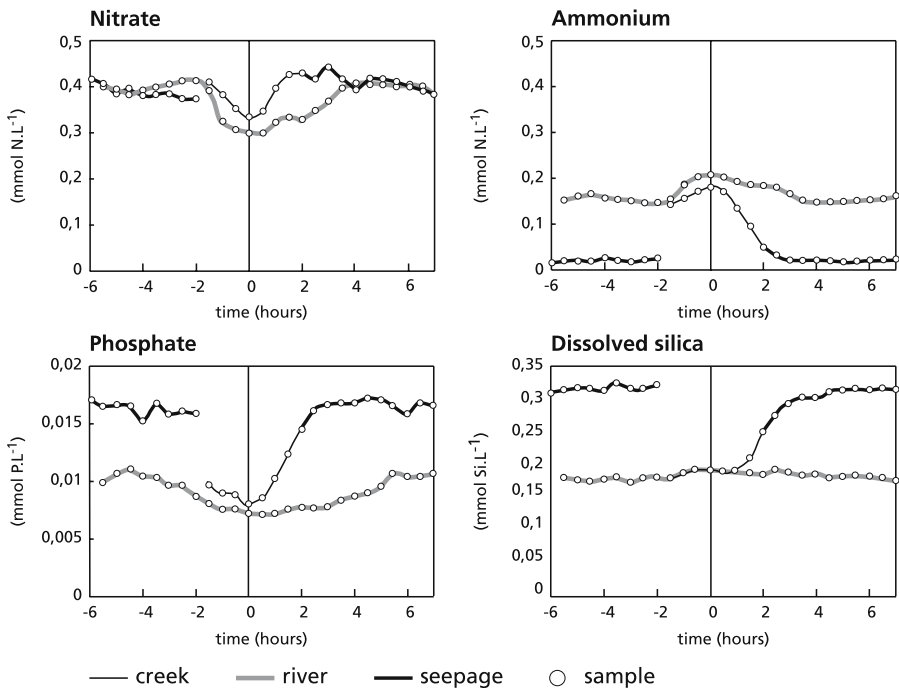 Nitrate
0,5
0,4
0,3
0,2
0,1
0
(mmol N.L⁻¹)
-6 -4 -2 0 2 4 6
time (hours)
Ammonium
0,5
0,4
0,3
0,2
0,1
0
(mmol N.L⁻¹)
-6 -4 -2 0 2 4 6
time (hours)
Phosphate
0,02
0,015
0,01
0,005
0
(mmol P.L⁻¹)
-6 -4 -2 0 2 4 6
time (hours)
Dissolved silica
0,35
0,3
0,25
0,2
0,15
0,1
0,05
0
(mmol Si.L⁻¹)
-6 -4 -2 0 2 4 6
time (hours)
creek river seepage sample